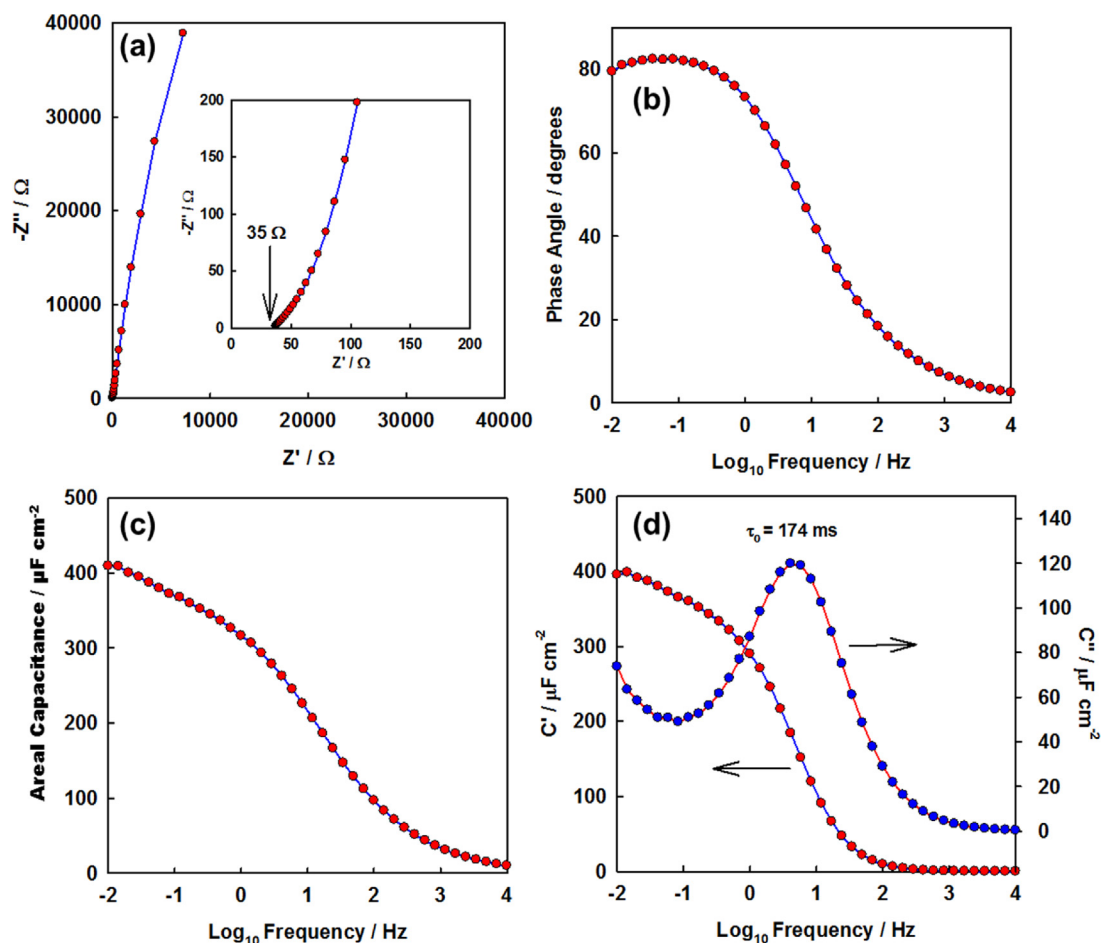 (a)
40000
30000
20000
10000
0
-Z'' / Ω
0 10000 20000 30000 40000
Z' / Ω
200
150
100
50
0
-Z'' / Ω
35 Ω
0 50 100 150 200
Z' / Ω
(b)
80
60
40
20
0
Phase Angle / degrees
-2 -1 0 1 2 3 4
Log₁₀ Frequency / Hz
(c)
500
400
300
200
100
0
Areal Capacitance / µF cm⁻²
-2 -1 0 1 2 3 4
Log₁₀ Frequency / Hz
(d)
τ₀ = 174 ms
500
400
300
200
100
0
C' / µF cm⁻²
140
120
100
80
60
40
20
0
C'' / µF cm⁻²
-2 -1 0 1 2 3 4
Log₁₀ Frequency / Hz